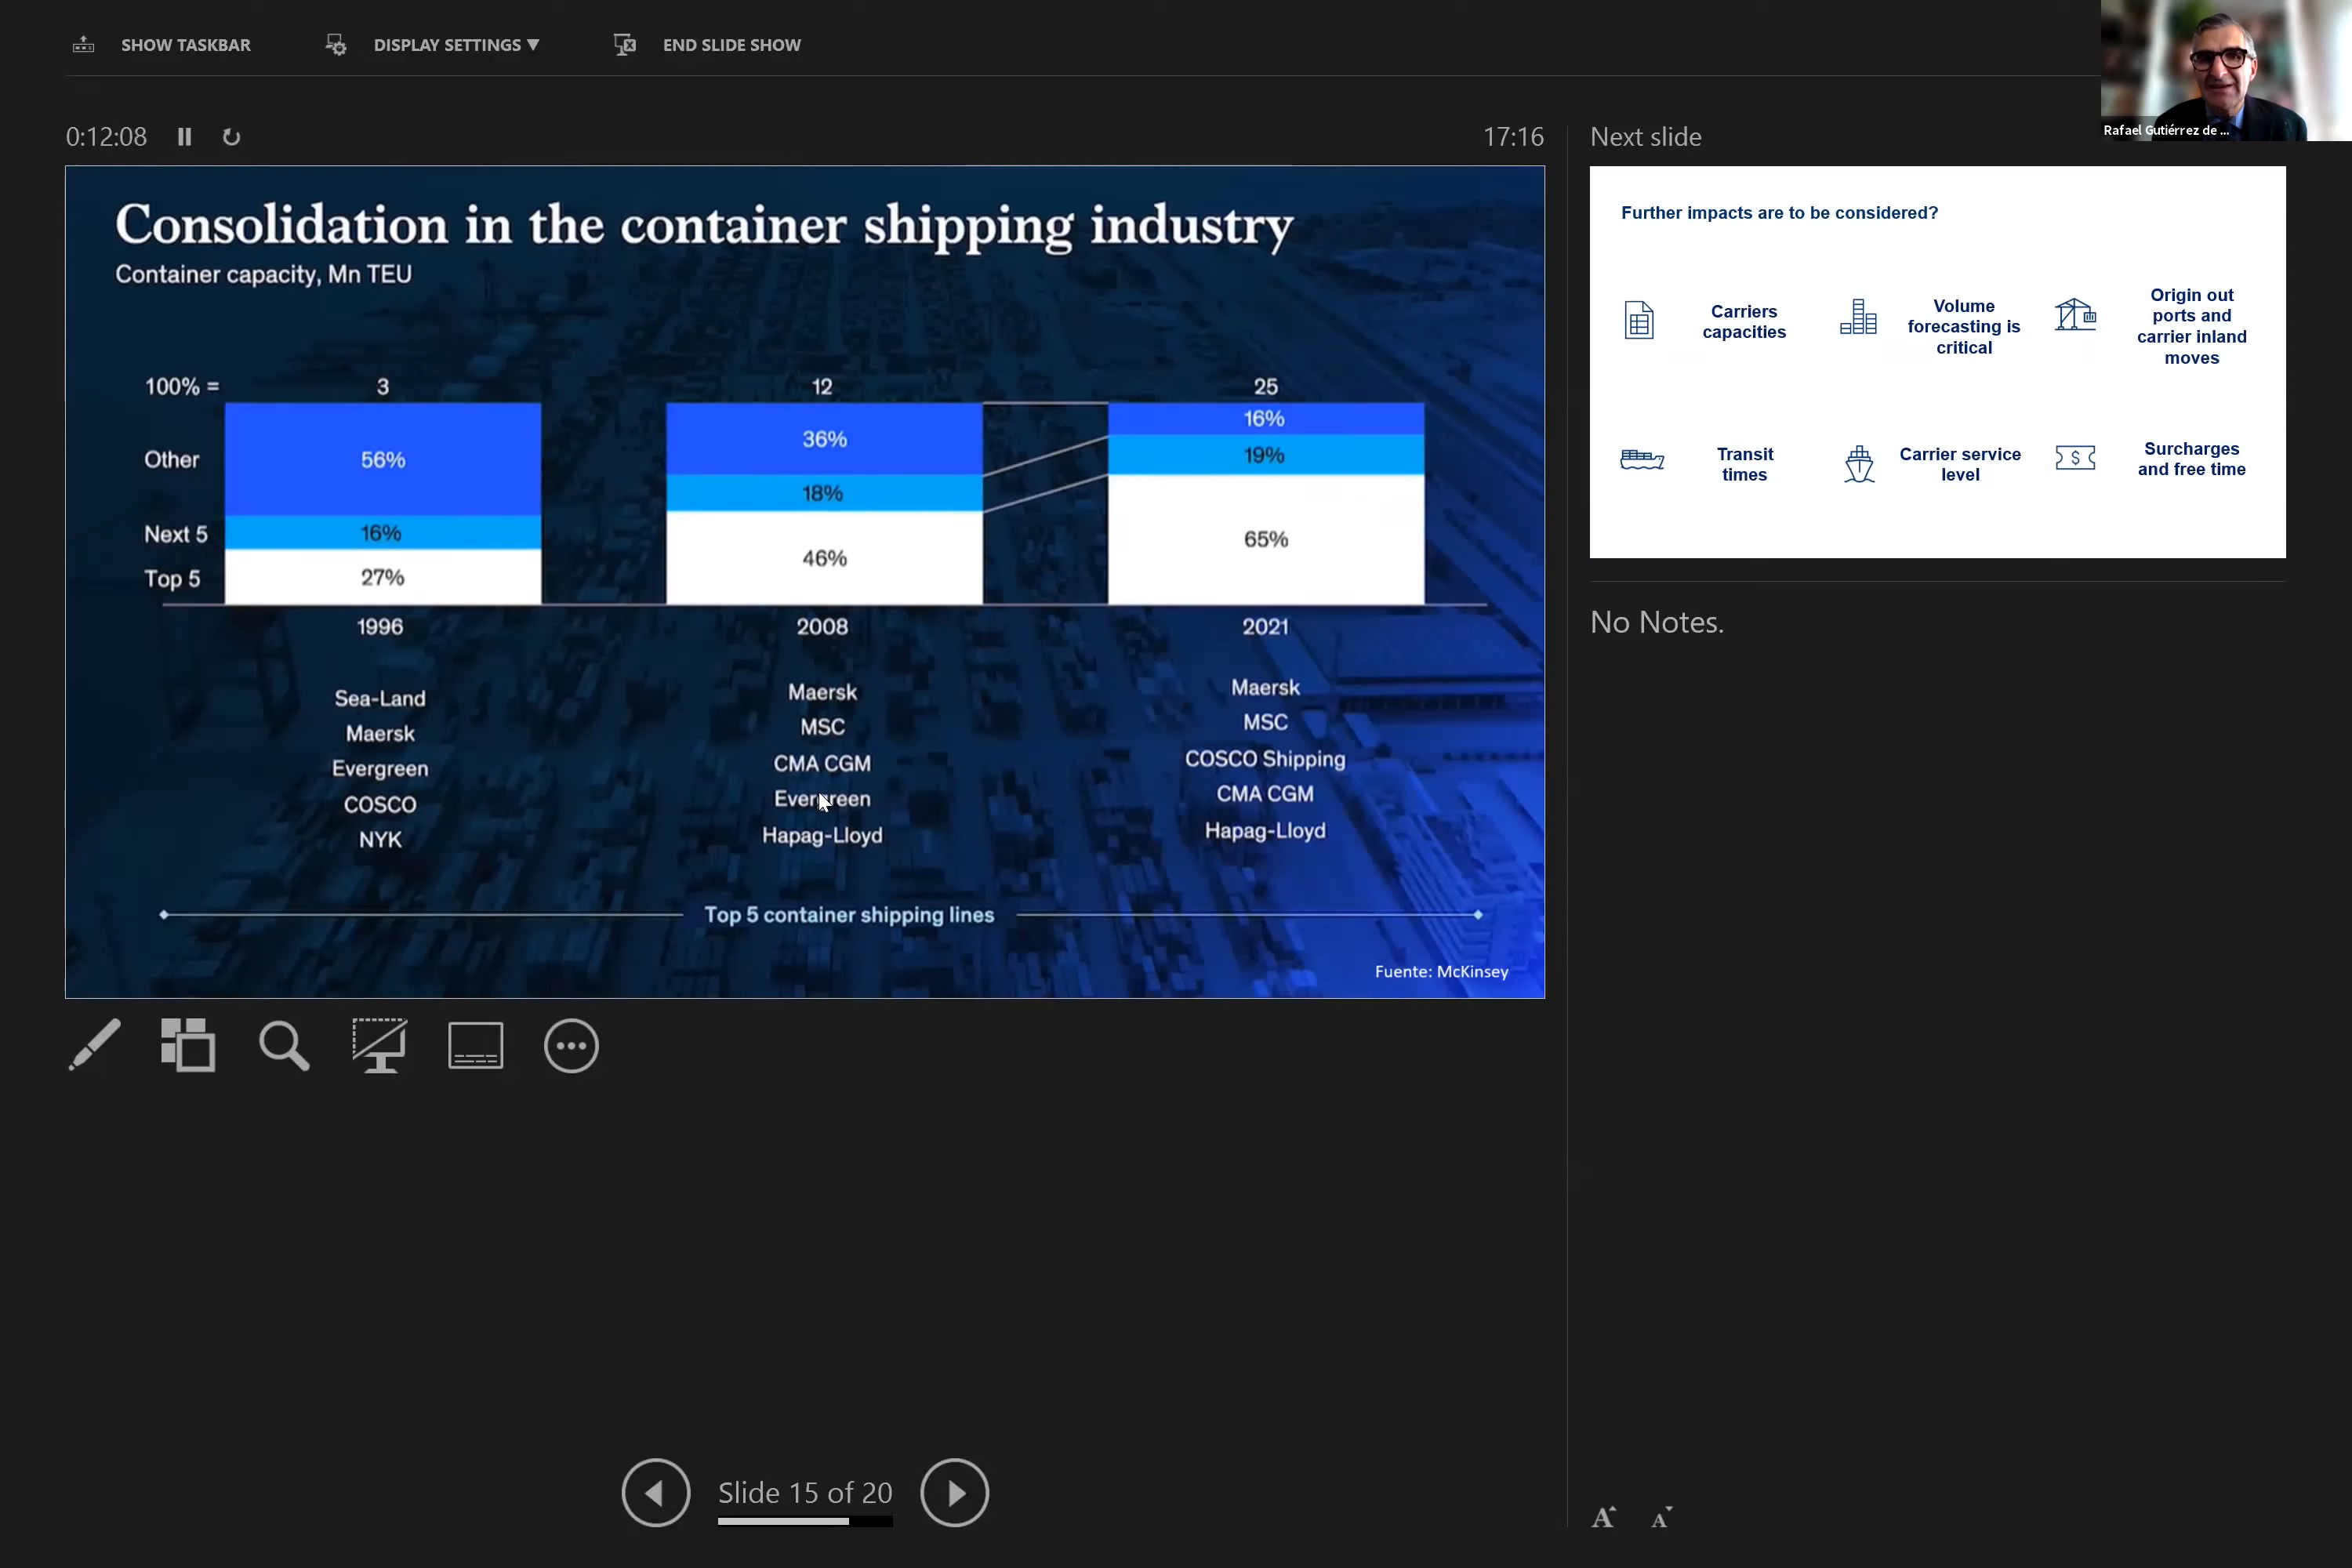 SHOW TASKBAR
DISPLAY SETTINGS ▼
END SLIDE SHOW
Rafael Gutiérrez de ...
0:12:08
17:16
Consolidation in the container shipping industry
Container capacity, Mn TEU
100% =
3
12
25
Other
56%
36%
16%
Next 5
16%
18%
19%
Top 5
27%
46%
65%
1996
2008
2021
Sea-Land
Maersk
Evergreen
COSCO
NYK
Maersk
MSC
CMA CGM
Evergreen
Hapag-Lloyd
Maersk
MSC
COSCO Shipping
CMA CGM
Hapag-Lloyd
Top 5 container shipping lines
Fuente: McKinsey
Next slide
Further impacts are to be considered?
Carriers
capacities
Volume
forecasting is
critical
Origin out
ports and
carrier inland
moves
Transit
times
Carrier service
level
$
Surcharges
and free time
No Notes.
Slide 15 of 20
A
A